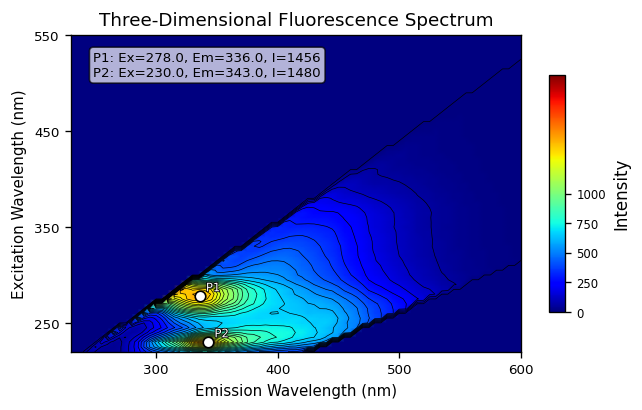 Three-Dimensional Fluorescence Spectrum
P1: Ex=278.0, Em=336.0, I=1456
P2: Ex=230.0, Em=343.0, I=1480
550
450
350
250
Excitation Wavelength (nm)
P1
P2
300
400
500
600
Emission Wavelength (nm)
1000
750
500
250
0
Intensity